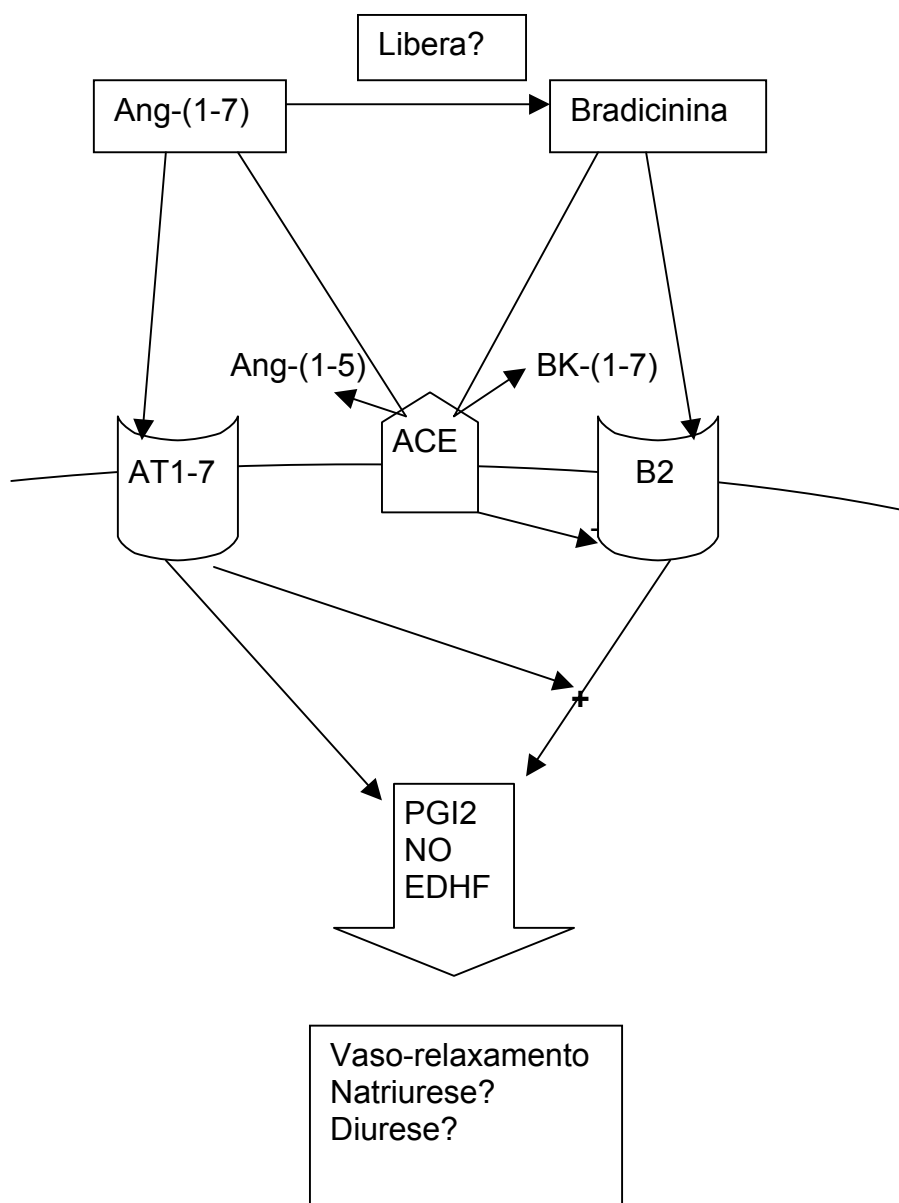 Libera?
Ang-(1-7)
Bradicinina
Ang-(1-5)
BK-(1-7)
ACE
AT1-7
B2
-
+
PGI2
NO
EDHF
Vaso-relaxamento
Natriurese?
Diurese?